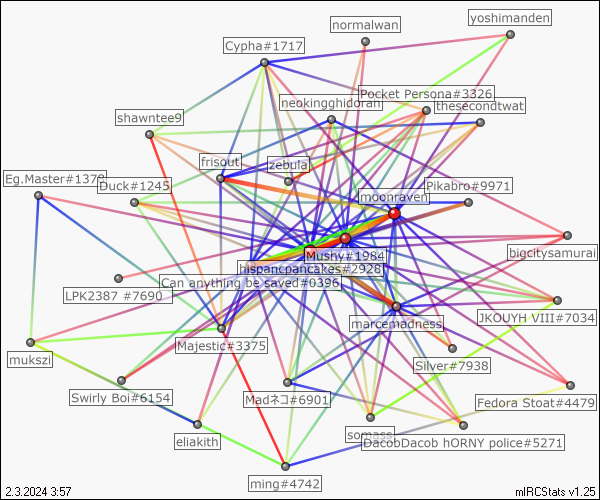 normalwan
yoshimanden
Cypha#1717
Pocket Persona#3326
neokingghidorah
thesecondtwat
shawntee9
frisout
zebula
Eg.Master#1378
Duck#1245
moonraven
Pikabro#9971
Mushy#1984
bigcitysamurai
hispancpancakes#2928
Can anything be saved#0396
LPK2387 #7690
JKOUYH VIII#7034
marcemadness
Majestic#3375
mukszi
Silver#7938
Swirly Boi#6154
Madネコ#6901
Fedora Stoat#4479
eliakith
somass
DacobDacob hORNY police#5271
ming#4742
2.3.2024 3:57
mIRCStats v1.25